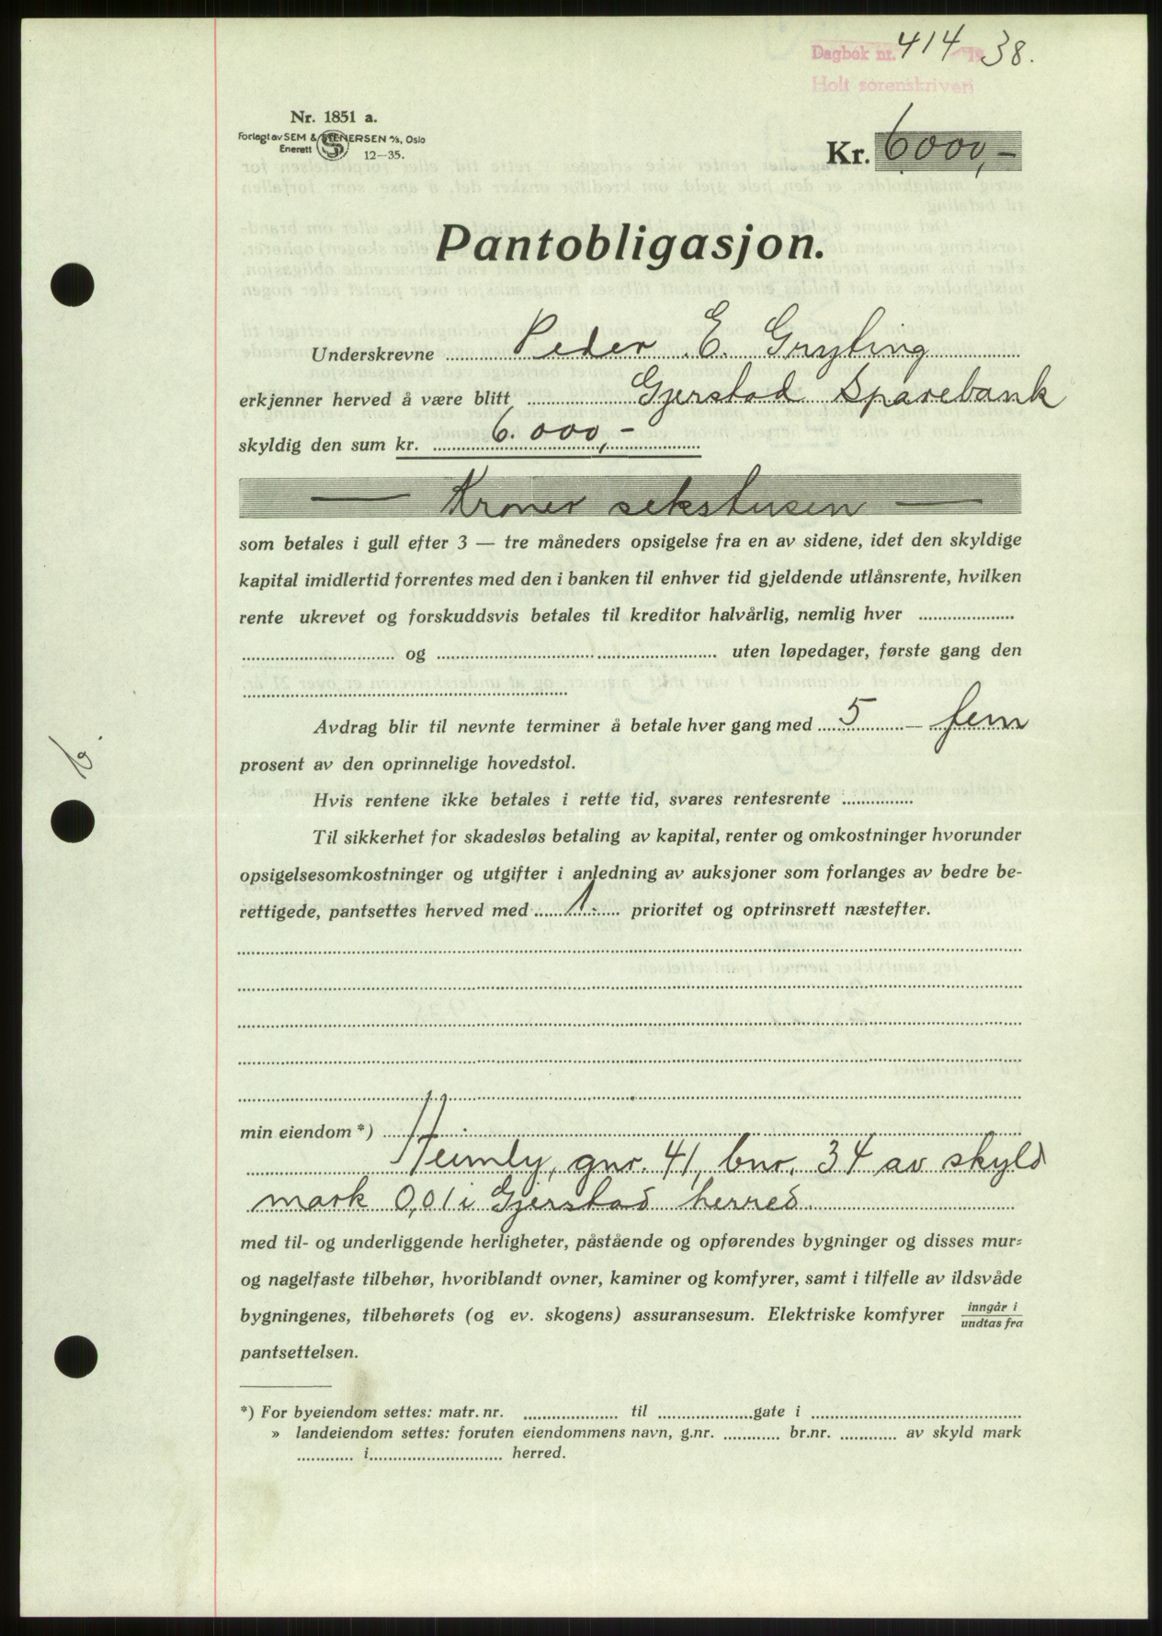 Dagbok nr. 414 - 1938.
Holt sorenskriveri
Nr. 1851 a.
Forlagt av SEM & STENERSEN A/S, Oslo
Enerett
12-35.
Kr. 6000,-
Pantobligasjon.
Underskrevne Peder E. Gryting
erkjenner herved å være blitt Gjerstad Sparebank
skyldig den sum kr. 6.000,-
— Kroner sekstusen —
som betales i gull efter 3 — tre måneders opsigelse fra en av sidene, idet den skyldige
kapital imidlertid forrentes med den i banken til enhver tid gjeldende utlånsrente, hvilken
rente ukrevet og forskuddsvis betales til kreditor halvårlig, nemlig hver ....................
.............................. og .................................................. uten løpedager, første gang den
..............................................................
Avdrag blir til nevnte terminer å betale hver gang med 5 — fem
prosent av den oprinnelige hovedstol.
Hvis rentene ikke betales i rette tid, svares rentesrente ...............
Til sikkerhet for skadesløs betaling av kapital, renter og omkostninger hvorunder
opsigelsesomkostninger og utgifter i anledning av auksjoner som forlanges av bedre be-
rettigede, pantsettes herved med 1. prioritet og optrinsrett næstefter.
min eiendom *)
Heimly, gnr. 41, bnr. 34 av skyld
mark 0,01 i Gjerstad herred
med til- og underliggende herligheter, påstående og opførendes bygninger og disses mur-
og nagelfaste tilbehør, hvoriblandt ovner, kaminer og komfyrer, samt i tilfelle av ildsvåde
bygningenes, tilbehørets (og ev. skogens) assuransesum. Elektriske komfyrer inngår i
undtas fra
pantsettelsen.
*) For byeiendom settes: matr. nr. .................... til ....................gate i ........................................
» landeiendom settes: foruten eiendommens navn, g.nr. ............ br.nr. ............ av skyld mark
............ i............................ herred.